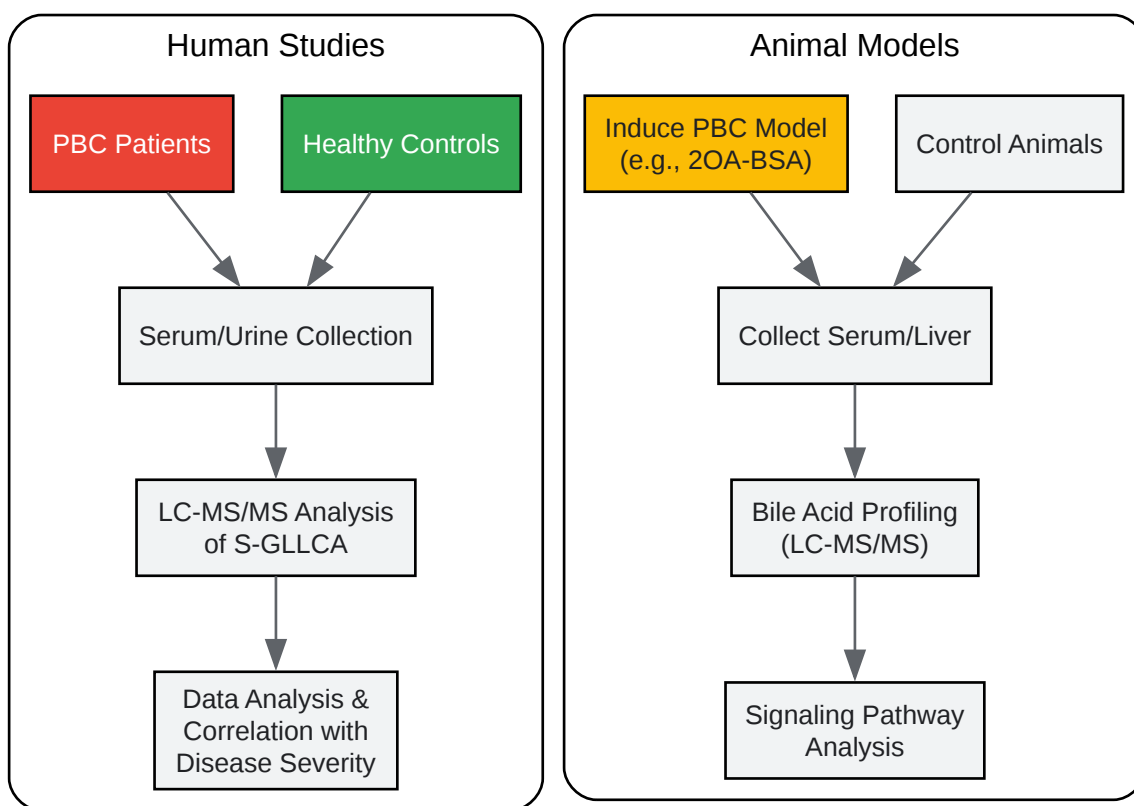 Human Studies
PBC Patients
Healthy Controls
Serum/Urine Collection
LC-MS/MS Analysis
of S-GLLCA
Data Analysis &
Correlation with
Disease Severity
Animal Models
Induce PBC Model
(e.g., 2OA-BSA)
Control Animals
Collect Serum/Liver
Bile Acid Profiling
(LC-MS/MS)
Signaling Pathway
Analysis